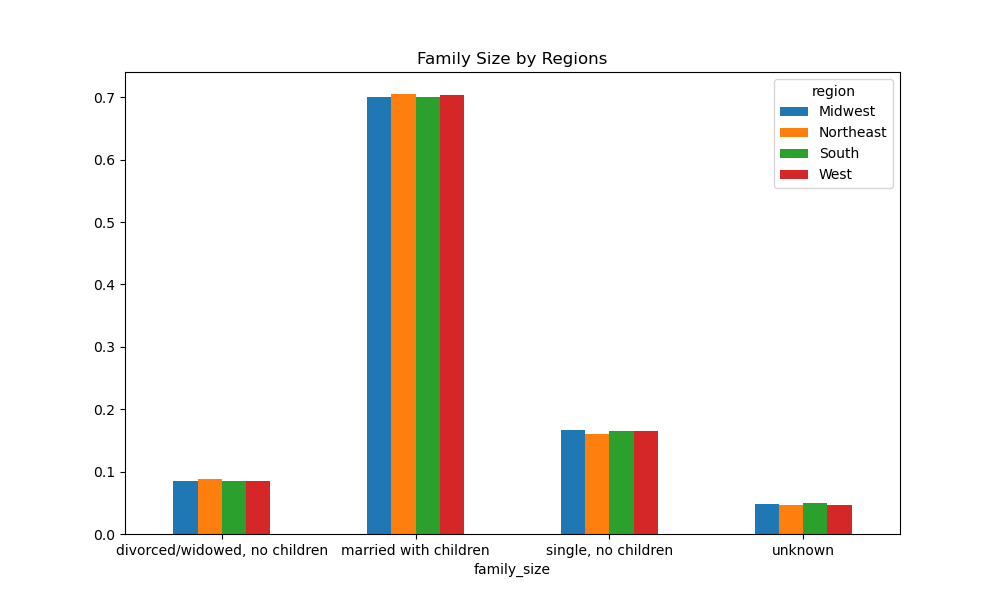 Family Size by Regions
region
Midwest
Northeast
South
West
0.7
0.6
0.5
0.4
0.3
0.2
0.1
0.0
divorced/widowed, no children married with children single, no children unknown
family_size